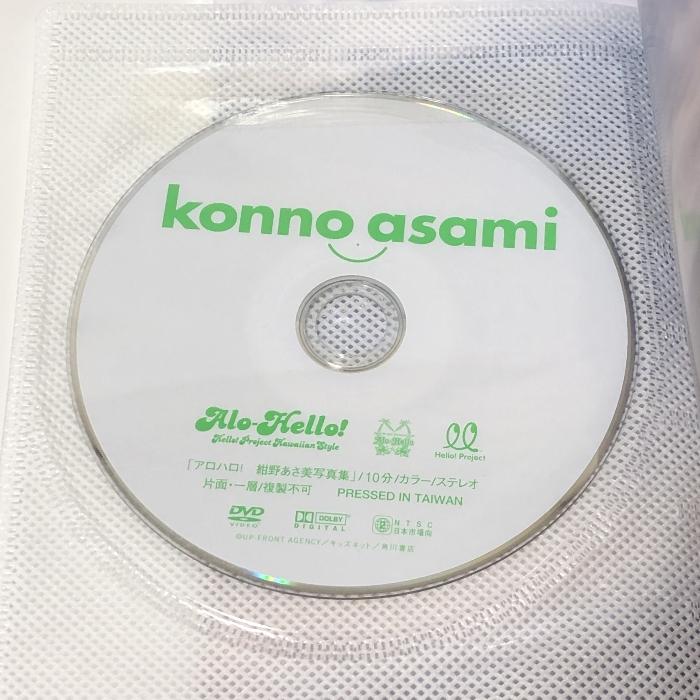 konno asami
Alo-Hello!
Hello! Project Hawaiian Style
Alo-Hello
Hello! Project
「アロハロ! 紺野あさ美写真集」/10分/カラー/ステレオ
片面・一層/複製不可 PRESSED IN TAIWAN
DVD VIDEO
DOLBY DIGITAL
2 NTSC 日本市場向
©UP-FRONT AGENCY/キッズネット/角川書店